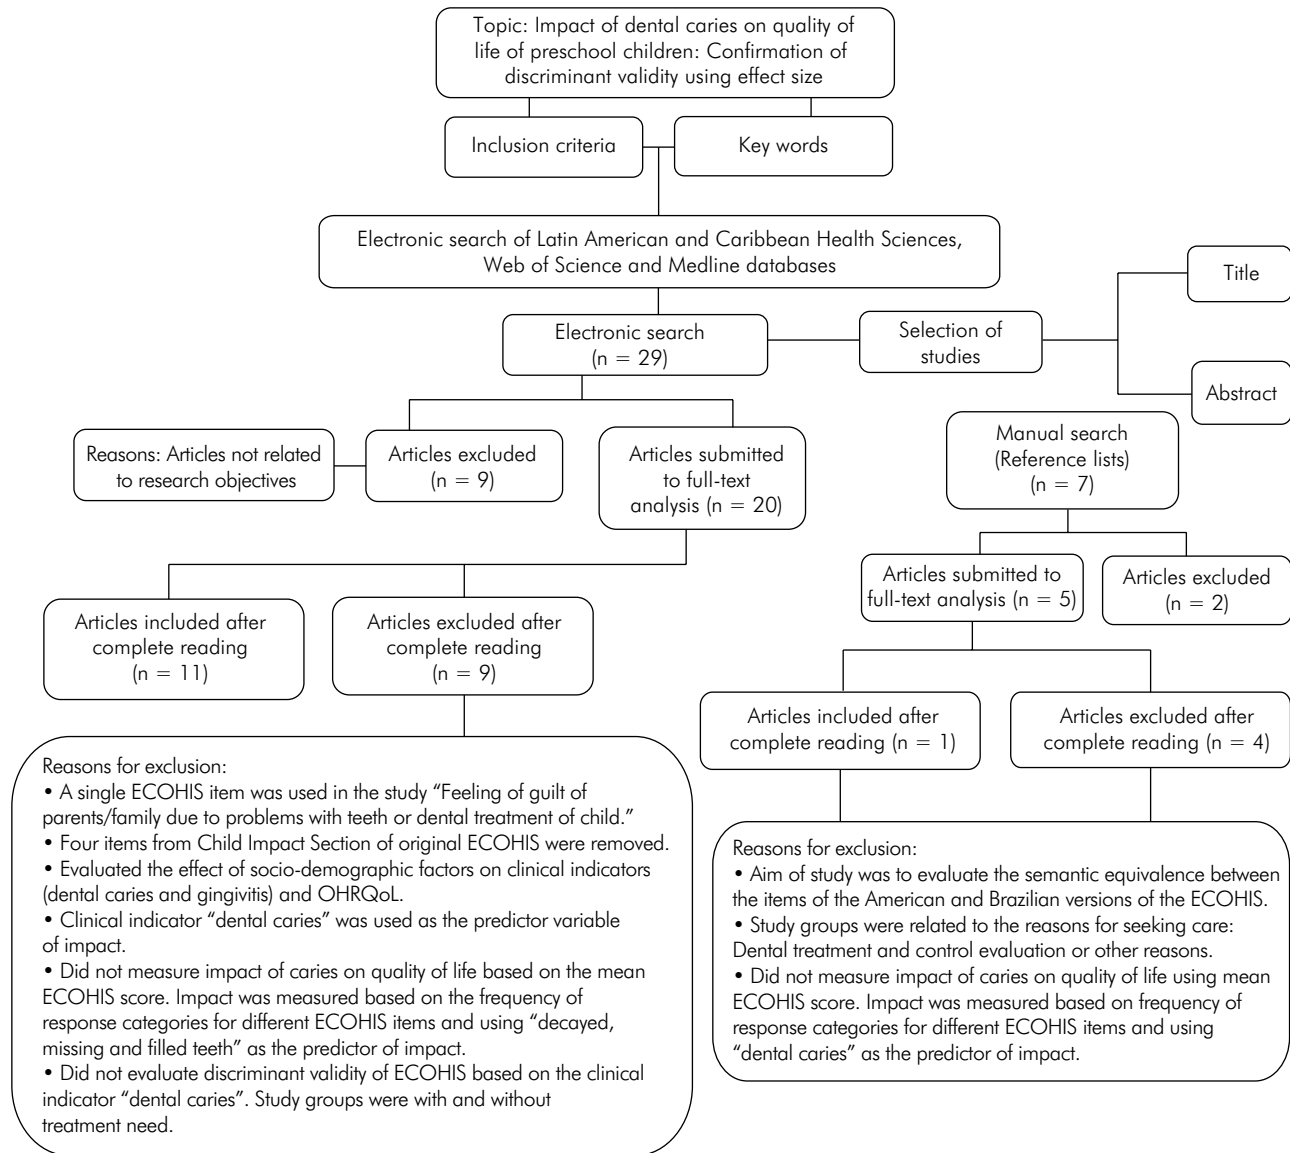 Topic: Impact of dental caries on quality of
life of preschool children: Confirmation of
discriminant validity using effect size
Inclusion criteria
Key words
Electronic search of Latin American and Caribbean Health Sciences,
Web of Science and Medline databases
Electronic search
(n = 29)
Selection of
studies
Title
Abstract
Reasons: Articles not related
to research objectives
Articles excluded
(n = 9)
Articles submitted
to full-text
analysis (n = 20)
Manual search
(Reference lists)
(n = 7)
Articles submitted to
full-text analysis (n = 5)
Articles excluded
(n = 2)
Articles included after
complete reading
(n = 11)
Articles excluded after
complete reading
(n = 9)
Articles included after
complete reading (n = 1)
Articles excluded after
complete reading (n = 4)
Reasons for exclusion:
• A single ECOHIS item was used in the study “Feeling of guilt of
parents/family due to problems with teeth or dental treatment of child.”
• Four items from Child Impact Section of original ECOHIS were removed.
• Evaluated the effect of socio-demographic factors on clinical indicators
(dental caries and gingivitis) and OHRQoL.
• Clinical indicator “dental caries” was used as the predictor variable
of impact.
• Did not measure impact of caries on quality of life based on the mean
ECOHIS score. Impact was measured based on the frequency of
response categories for different ECOHIS items and using “decayed,
missing and filled teeth” as the predictor of impact.
• Did not evaluate discriminant validity of ECOHIS based on the clinical
indicator “dental caries”. Study groups were with and without
treatment need.
Reasons for exclusion:
• Aim of study was to evaluate the semantic equivalence between
the items of the American and Brazilian versions of the ECOHIS.
• Study groups were related to the reasons for seeking care:
Dental treatment and control evaluation or other reasons.
• Did not measure impact of caries on quality of life using mean
ECOHIS score. Impact was measured based on frequency of
response categories for different ECOHIS items and using
“dental caries” as the predictor of impact.